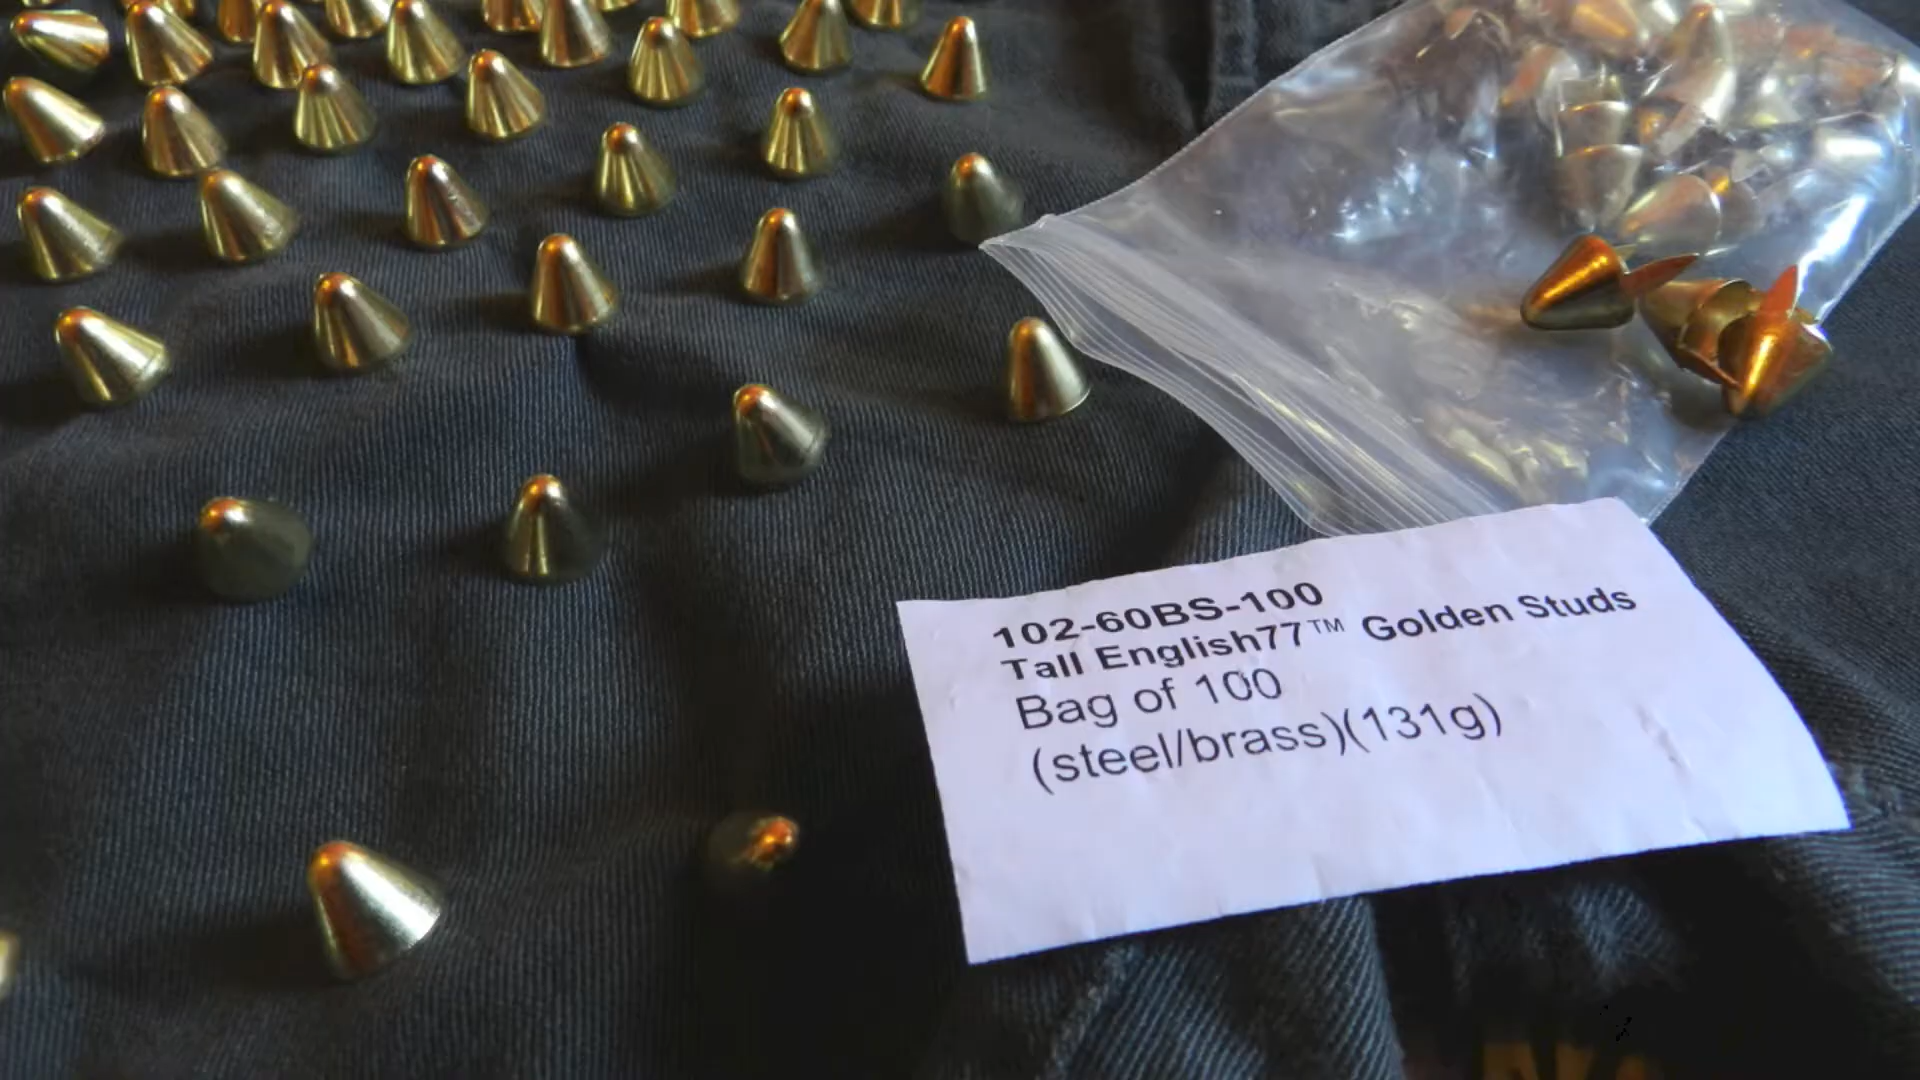 102-60BS-100
Tall English77™ Golden Studs
Bag of 100
(steel/brass)(131g)